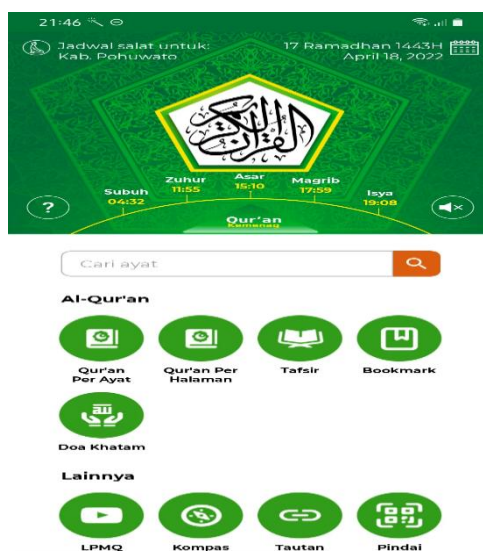 21:46
Jadwal salat untuk: 17 Ramadhan 1443H
Kab. Pohuwato April 18, 2022
القرآن الكريم
Subuh Zuhur Asar Magrib Isya
04:32 11:55 15:10 17:59 19:08
?
Qur'an
Kemenag
Cari ayat
Al-Qur'an
Qur'an Per Ayat
Qur'an Per Halaman
Tafsir
Bookmark
Doa Khatam
Lainnya
LPMQ Kompas Tautan Pindai